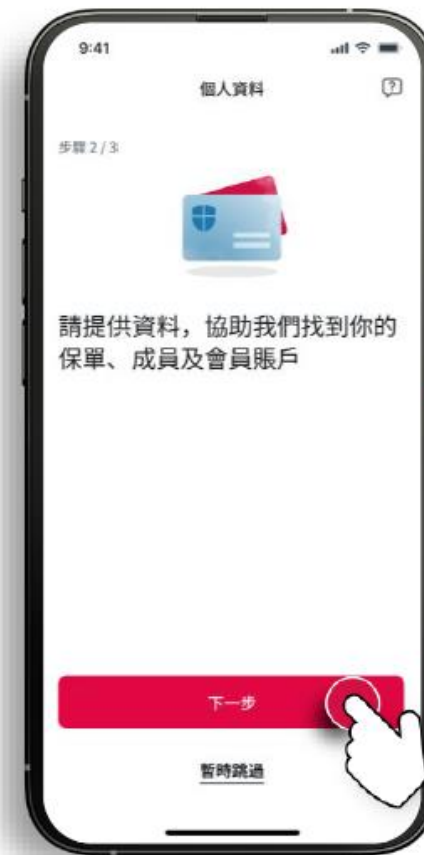 9:41
個人資料
?
步驟 2 / 3
請提供資料，協助我們找到你的
保單、成員及會員賬戶
下一步
暫時跳過